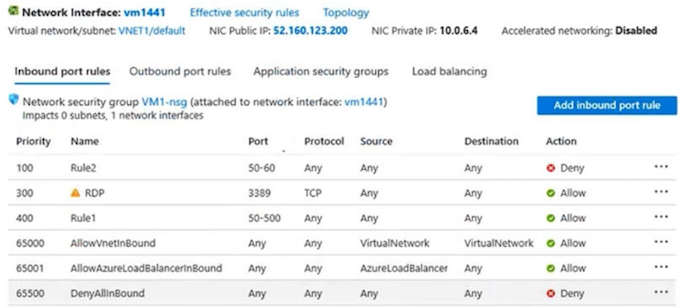 Network Interface: vm1441 Effective security rules Topology
Virtual network/subnet: VNET1/default NIC Public IP: 52.160.123.200 NIC Private IP: 10.0.6.4 Accelerated networking: Disabled
Inbound port rules Outbound port rules Application security groups Load balancing
Network security group VM1-nsg (attached to network interface: vm1441)
Impacts 0 subnets, 1 network interfaces
Add inbound port rule
Priority Name Port Protocol Source Destination Action
100 Rule2 50-60 Any Any Any Deny ...
300 RDP 3389 TCP Any Any Allow ...
400 Rule1 50-500 Any Any Any Allow ...
65000 AllowVnetInBound Any Any VirtualNetwork VirtualNetwork Allow ...
65001 AllowAzureLoadBalancerInBound Any Any AzureLoadBalancer Any Allow ...
65500 DenyAllInBound Any Any Any Any Deny ...